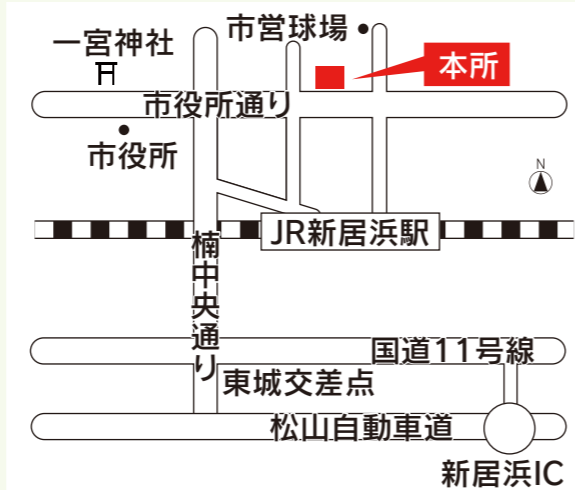 市営球場
一宮神社
本所
市役所通り
市役所
N
JR新居浜駅
楠中央通り
国道11号線
東城交差点
松山自動車道
新居浜IC